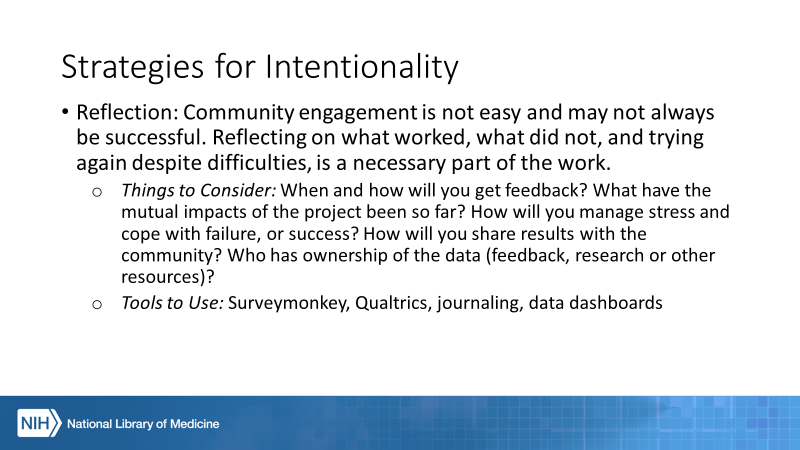 Strategies for Intentionality
• Reflection: Community engagement is not easy and may not always
be successful. Reflecting on what worked, what did not, and trying
again despite difficulties, is a necessary part of the work.
o Things to Consider: When and how will you get feedback? What have the
mutual impacts of the project been so far? How will you manage stress and
cope with failure, or success? How will you share results with the
community? Who has ownership of the data (feedback, research or other
resources)?
o Tools to Use: Surveymonkey, Qualtrics, journaling, data dashboards
NIH National Library of Medicine